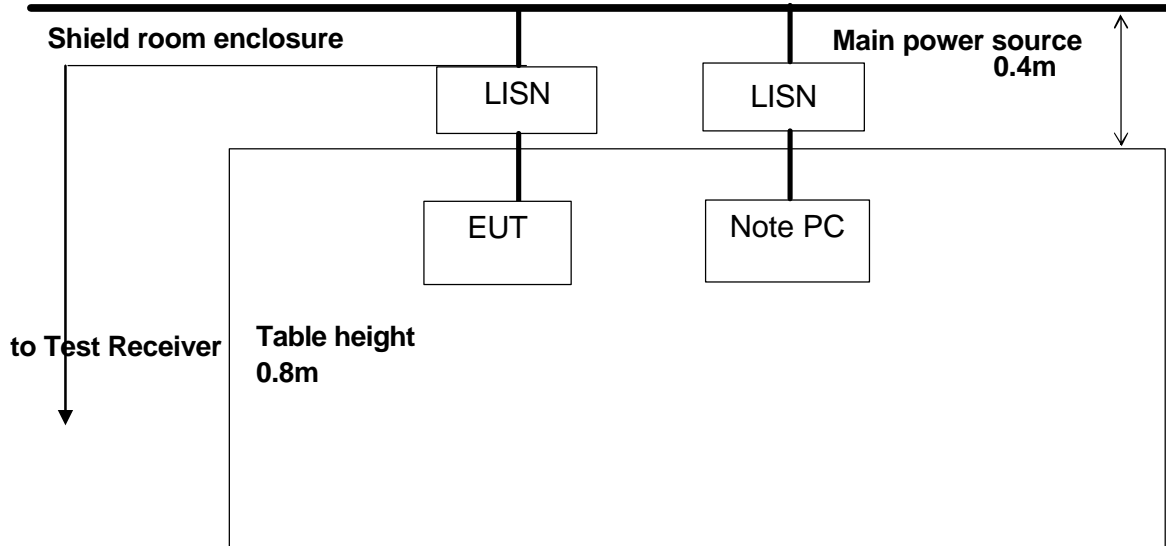 Shield room enclosure
Main power source
0.4m
LISN
LISN
EUT
Note PC
to Test Receiver
Table height
0.8m